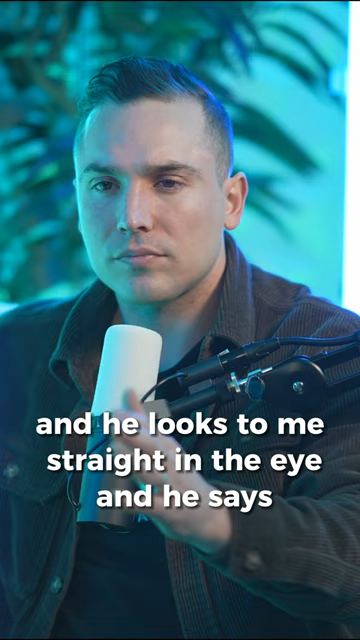 and he looks to me
straight in the eye
and he says